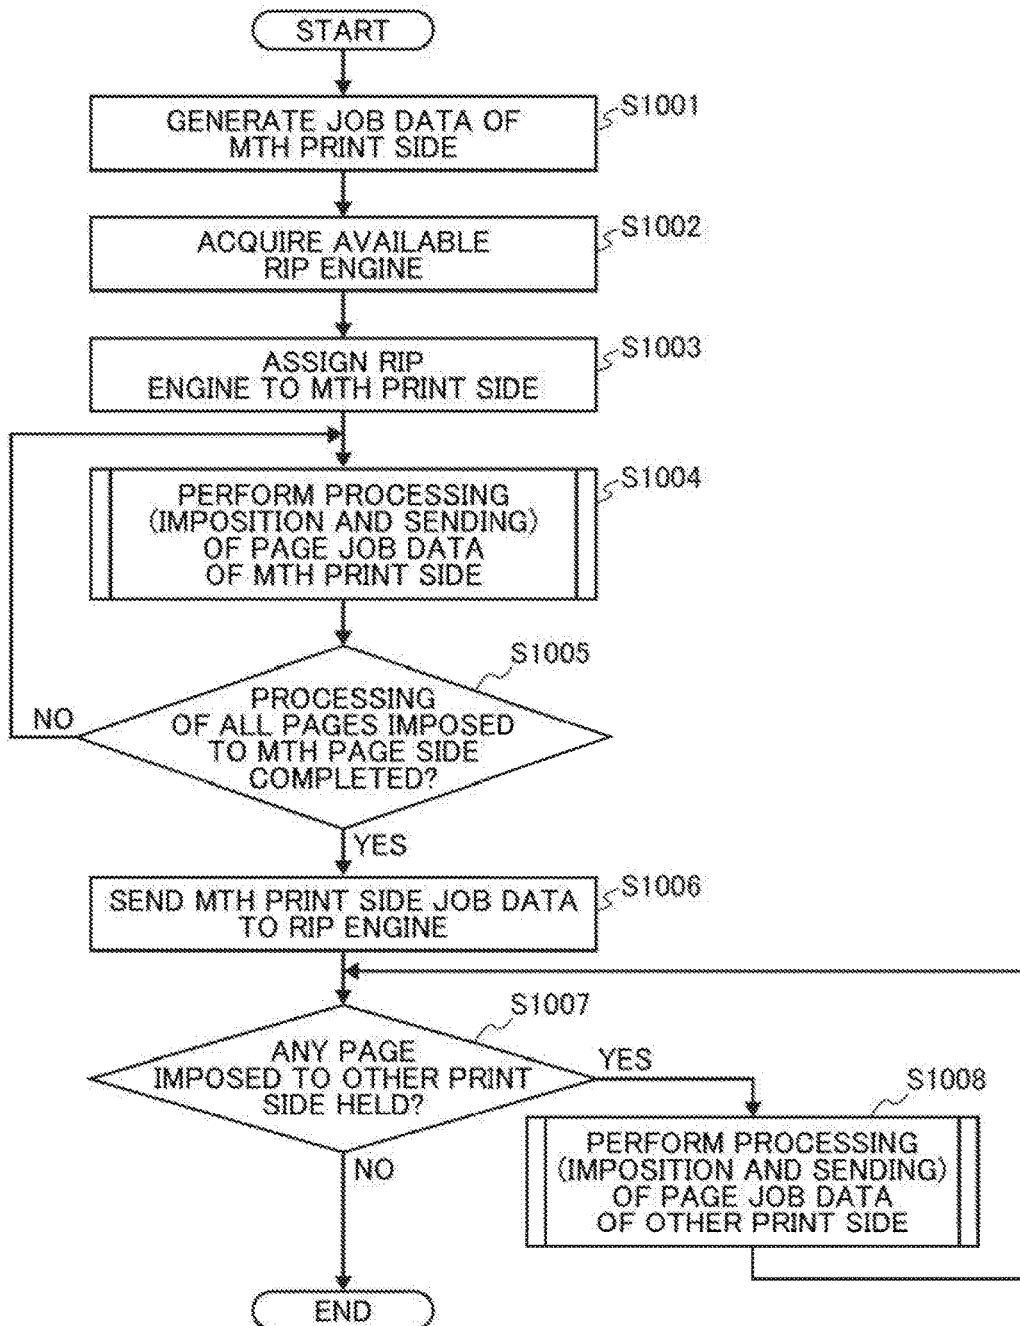 START
GENERATE JOB DATA OF
MTH PRINT SIDE
S1001
ACQUIRE AVAILABLE
RIP ENGINE
S1002
ASSIGN RIP
ENGINE TO MTH PRINT SIDE
S1003
PERFORM PROCESSING
(IMPOSITION AND SENDING)
OF PAGE JOB DATA
OF MTH PRINT SIDE
S1004
S1005
PROCESSING
OF ALL PAGES IMPOSED
TO MTH PAGE SIDE
COMPLETED?
NO
YES
SEND MTH PRINT SIDE JOB DATA
TO RIP ENGINE
S1006
S1007
ANY PAGE
IMPOSED TO OTHER PRINT
SIDE HELD?
YES
NO
S1008
PERFORM PROCESSING
(IMPOSITION AND SENDING)
OF PAGE JOB DATA
OF OTHER PRINT SIDE
END